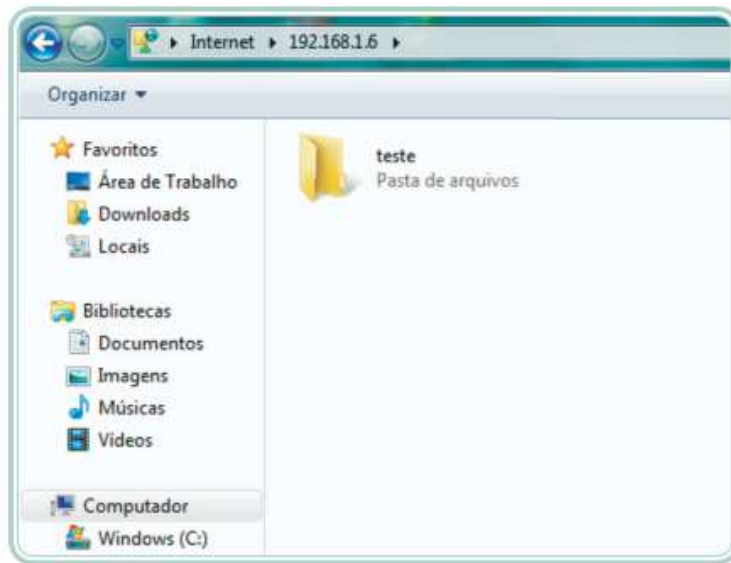 Internet 192.168.1.6
Organizar
Favoritos
Área de Trabalho
Downloads
Locais
Bibliotecas
Documentos
Imagens
Músicas
Vídeos
Computador
Windows (C:)
teste
Pasta de arquivos